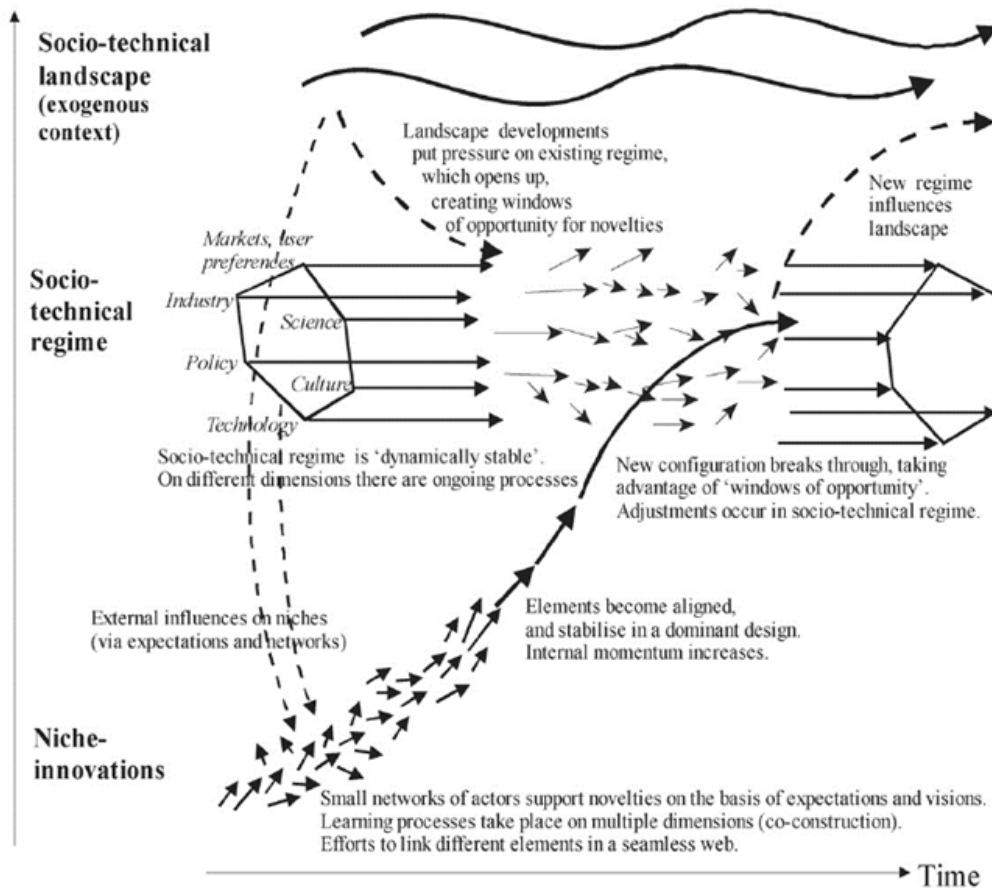 Socio-technical
landscape
(exogenous
context)
Landscape developments
put pressure on existing regime,
which opens up,
creating windows
of opportunity for novelties
New regime
influences
landscape
Socio-
technical
regime
Markets, user
preferences
Industry
Science
Policy
Culture
Technology
Socio-technical regime is ‘dynamically stable’.
On different dimensions there are ongoing processes
New configuration breaks through, taking
advantage of ‘windows of opportunity’.
Adjustments occur in socio-technical regime.
External influences on niches
(via expectations and networks)
Elements become aligned,
and stabilise in a dominant design.
Internal momentum increases.
Niche-
innovations
Small networks of actors support novelties on the basis of expectations and visions.
Learning processes take place on multiple dimensions (co-construction).
Efforts to link different elements in a seamless web.
Time